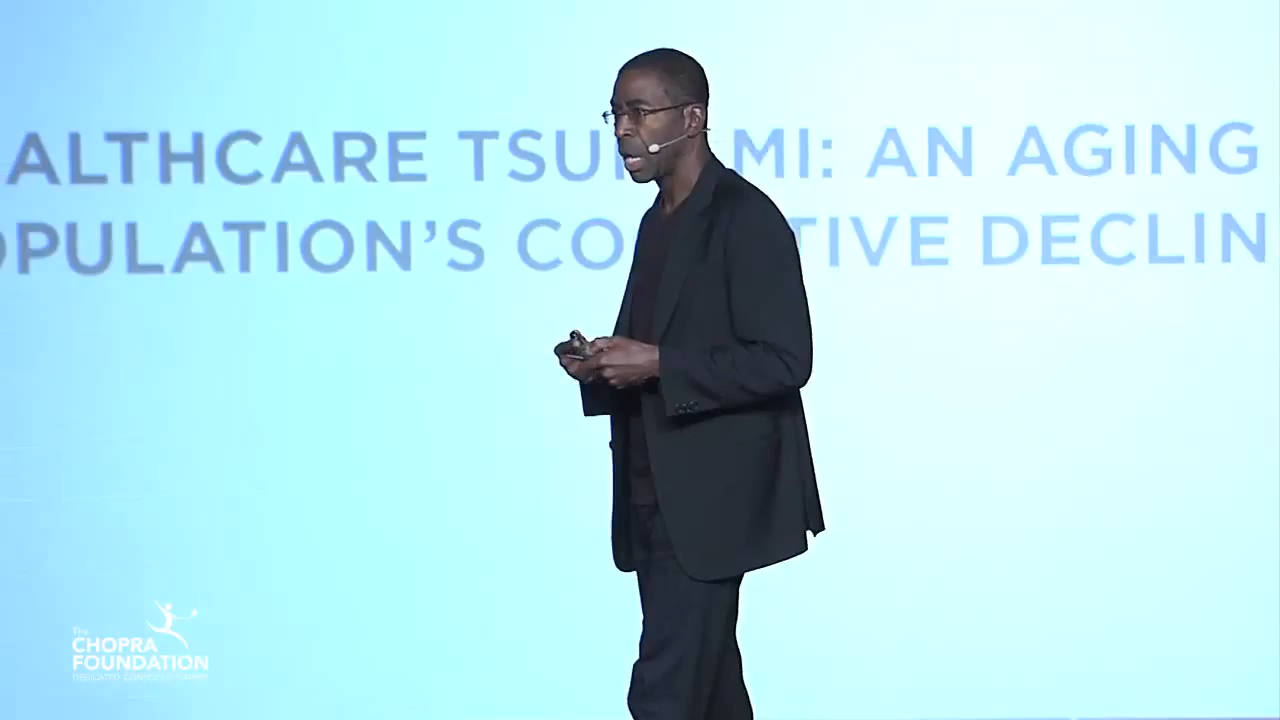 ALTHCARE TSU MI: AN AGING
OPULATION'S CO TIVE DECLIN
The
CHOPRA
FOUNDATION